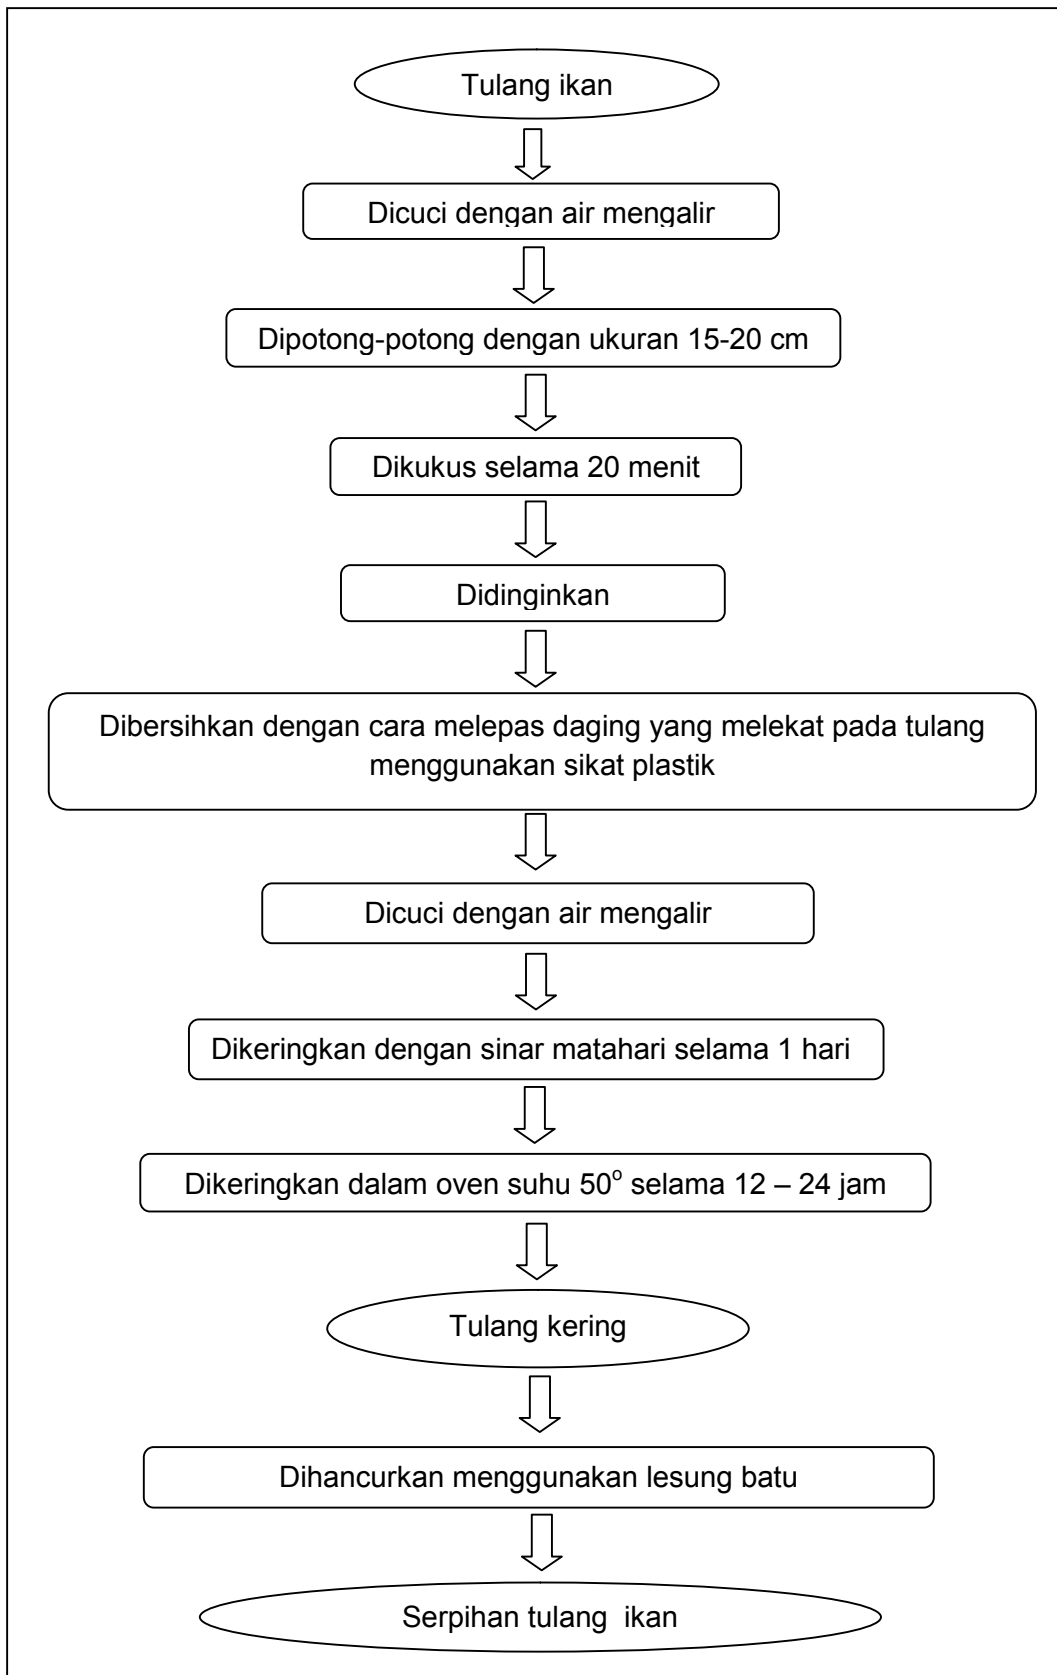 Tulang ikan
Dicuci dengan air mengalir
Dipotong-potong dengan ukuran 15-20 cm
Dikukus selama 20 menit
Didinginkan
Dibersihkan dengan cara melepas daging yang melekat pada tulang
menggunakan sikat plastik
Dicuci dengan air mengalir
Dikeringkan dengan sinar matahari selama 1 hari
Dikeringkan dalam oven suhu 50° selama 12 – 24 jam
Tulang kering
Dihancurkan menggunakan lesung batu
Serpihan tulang ikan